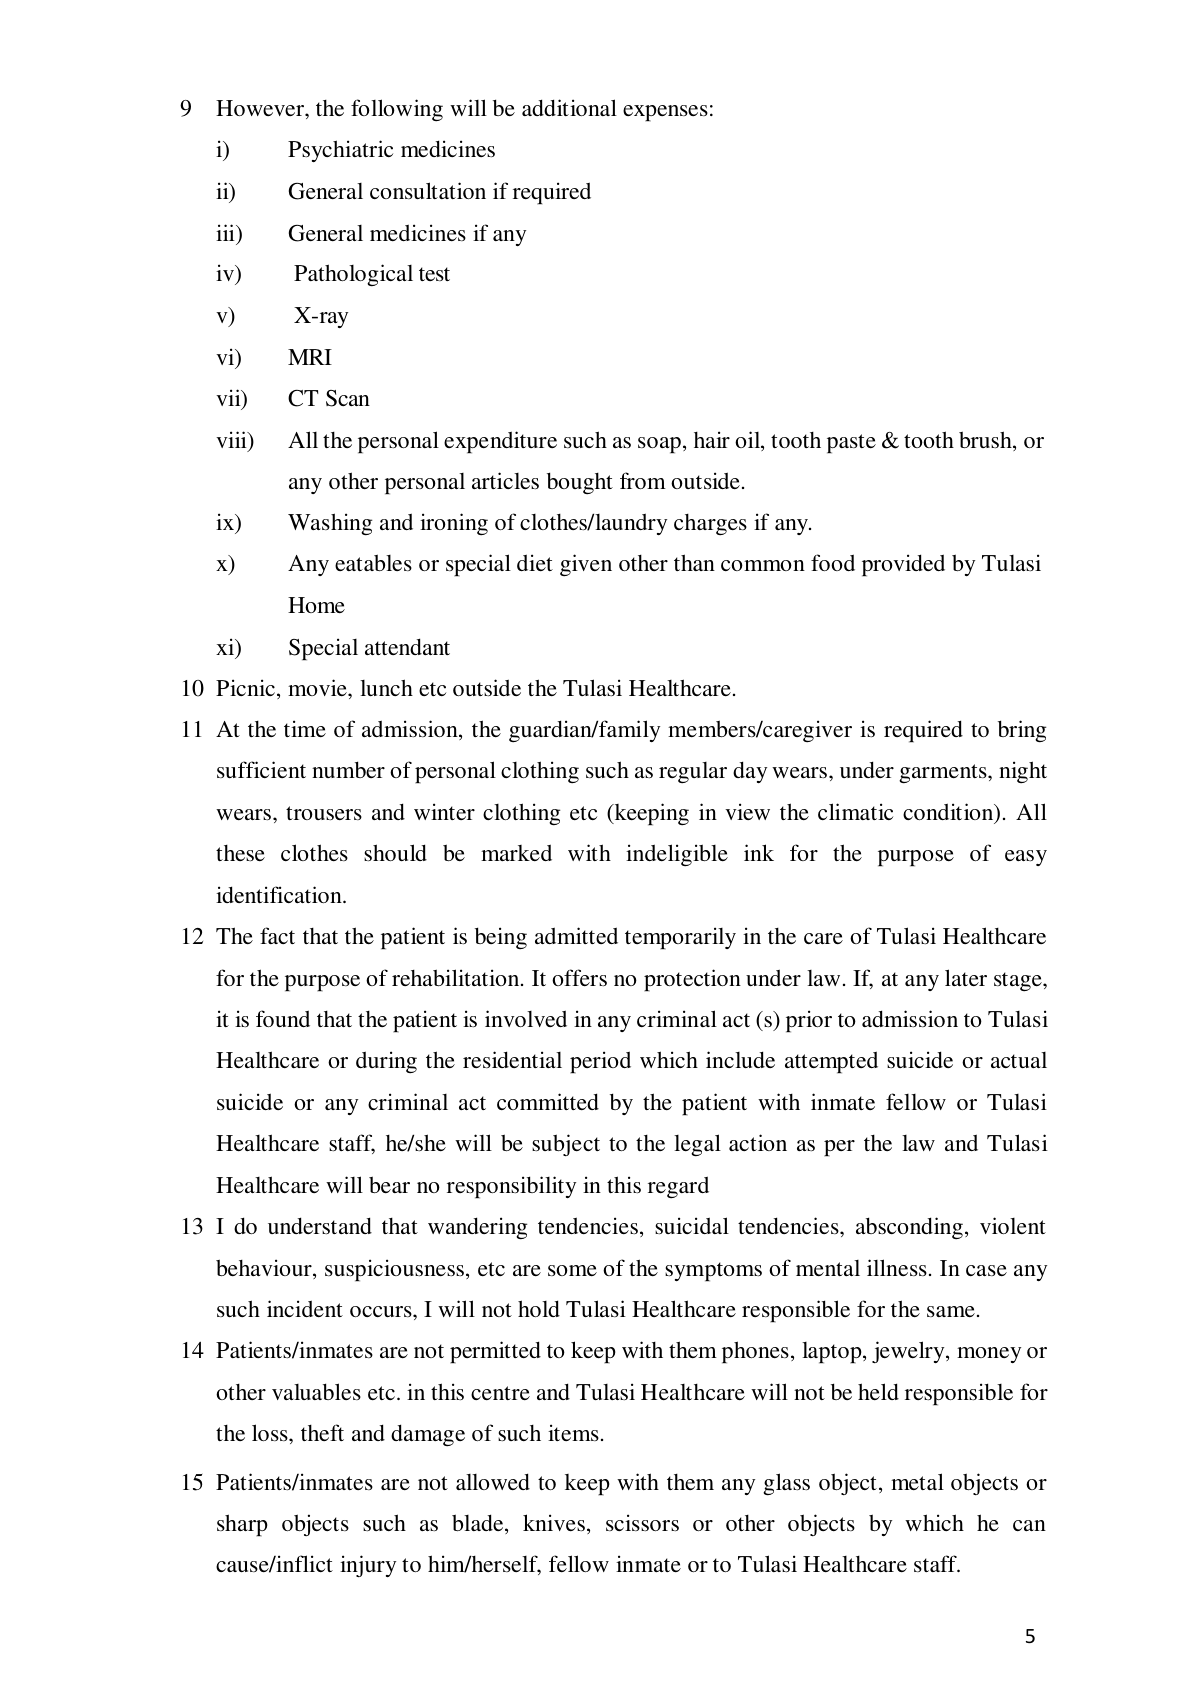 9 However, the following will be additional expenses:
i) Psychiatric medicines
ii) General consultation if required
iii) General medicines if any
iv) Pathological test
v) X-ray
vi) MRI
vii) CT Scan
viii) All the personal expenditure such as soap, hair oil, tooth paste & tooth brush, or
any other personal articles bought from outside.
ix) Washing and ironing of clothes/laundry charges if any.
x) Any eatables or special diet given other than common food provided by Tulasi
Home
xi) Special attendant
10 Picnic, movie, lunch etc outside the Tulasi Healthcare.
11 At the time of admission, the guardian/family members/caregiver is required to bring
sufficient number of personal clothing such as regular day wears, under garments, night
wears, trousers and winter clothing etc (keeping in view the climatic condition). All
these clothes should be marked with indeligible ink for the purpose of easy
identification.
12 The fact that the patient is being admitted temporarily in the care of Tulasi Healthcare
for the purpose of rehabilitation. It offers no protection under law. If, at any later stage,
it is found that the patient is involved in any criminal act (s) prior to admission to Tulasi
Healthcare or during the residential period which include attempted suicide or actual
suicide or any criminal act committed by the patient with inmate fellow or Tulasi
Healthcare staff, he/she will be subject to the legal action as per the law and Tulasi
Healthcare will bear no responsibility in this regard
13 I do understand that wandering tendencies, suicidal tendencies, absconding, violent
behaviour, suspiciousness, etc are some of the symptoms of mental illness. In case any
such incident occurs, I will not hold Tulasi Healthcare responsible for the same.
14 Patients/inmates are not permitted to keep with them phones, laptop, jewelry, money or
other valuables etc. in this centre and Tulasi Healthcare will not be held responsible for
the loss, theft and damage of such items.
15 Patients/inmates are not allowed to keep with them any glass object, metal objects or
sharp objects such as blade, knives, scissors or other objects by which he can
cause/inflict injury to him/herself, fellow inmate or to Tulasi Healthcare staff.
5